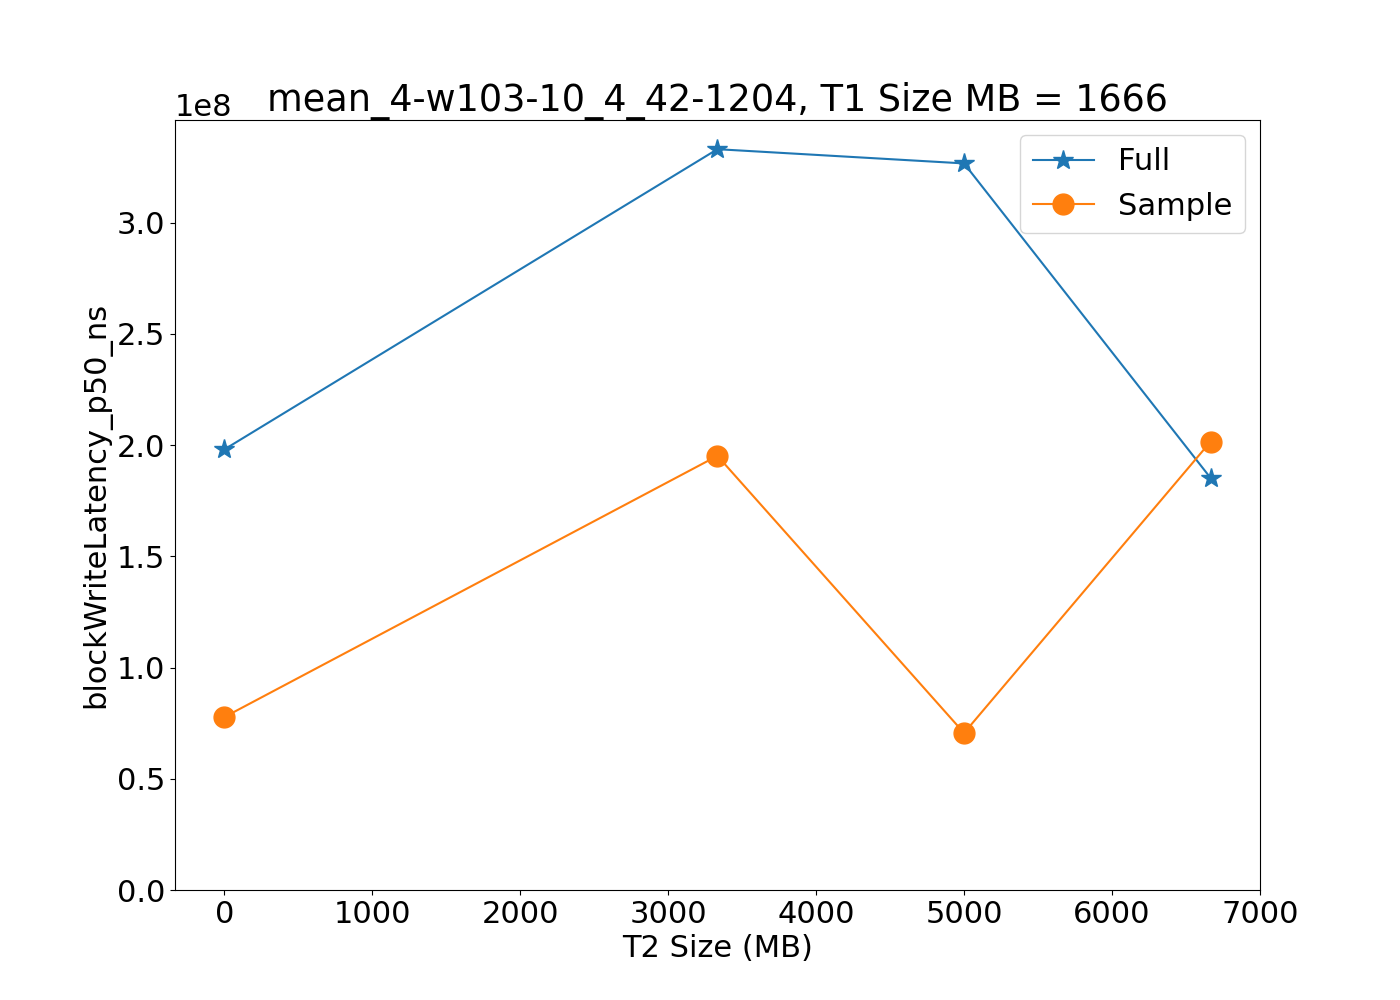 1e8
mean_4-w103-10_4_42-1204, T1 Size MB = 1666
Full
Sample
3.0
2.5
2.0
1.5
1.0
0.5
0.0
blockWriteLatency_p50_ns
0 1000 2000 3000 4000 5000 6000 7000
T2 Size (MB)